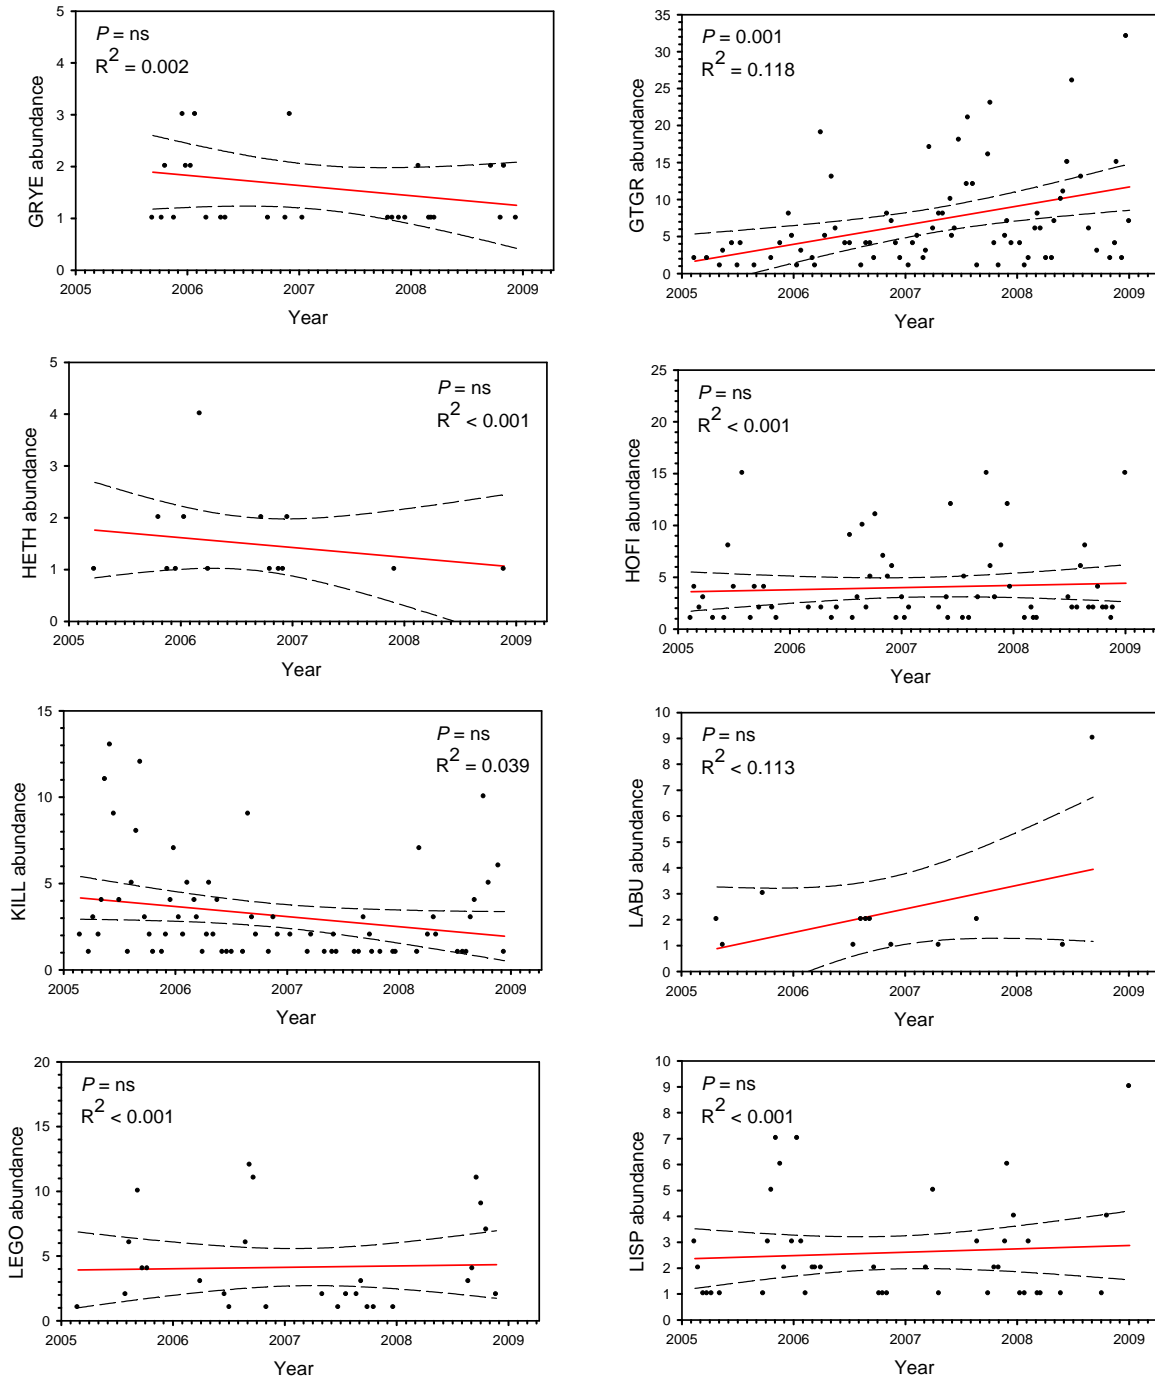 5
4
3
2
1
0
P = ns
R2 = 0.002
GRYE abundance
2005 2006 2007 2008 2009
Year
35
30
25
20
15
10
5
0
P = 0.001
R2 = 0.118
GTGR abundance
2005 2006 2007 2008 2009
Year
5
4
3
2
1
0
P = ns
R2 < 0.001
HETH abundance
2005 2006 2007 2008 2009
Year
25
20
15
10
5
0
P = ns
R2 < 0.001
HOFI abundance
2005 2006 2007 2008 2009
Year
15
10
5
0
P = ns
R2 = 0.039
KILL abundance
2005 2006 2007 2008 2009
Year
10
9
8
7
6
5
4
3
2
1
0
P = ns
R2 < 0.113
LABU abundance
2005 2006 2007 2008 2009
Year
20
15
10
5
0
P = ns
R2 < 0.001
LEGO abundance
2005 2006 2007 2008 2009
Year
10
9
8
7
6
5
4
3
2
1
0
P = ns
R2 < 0.001
LISP abundance
2005 2006 2007 2008 2009
Year